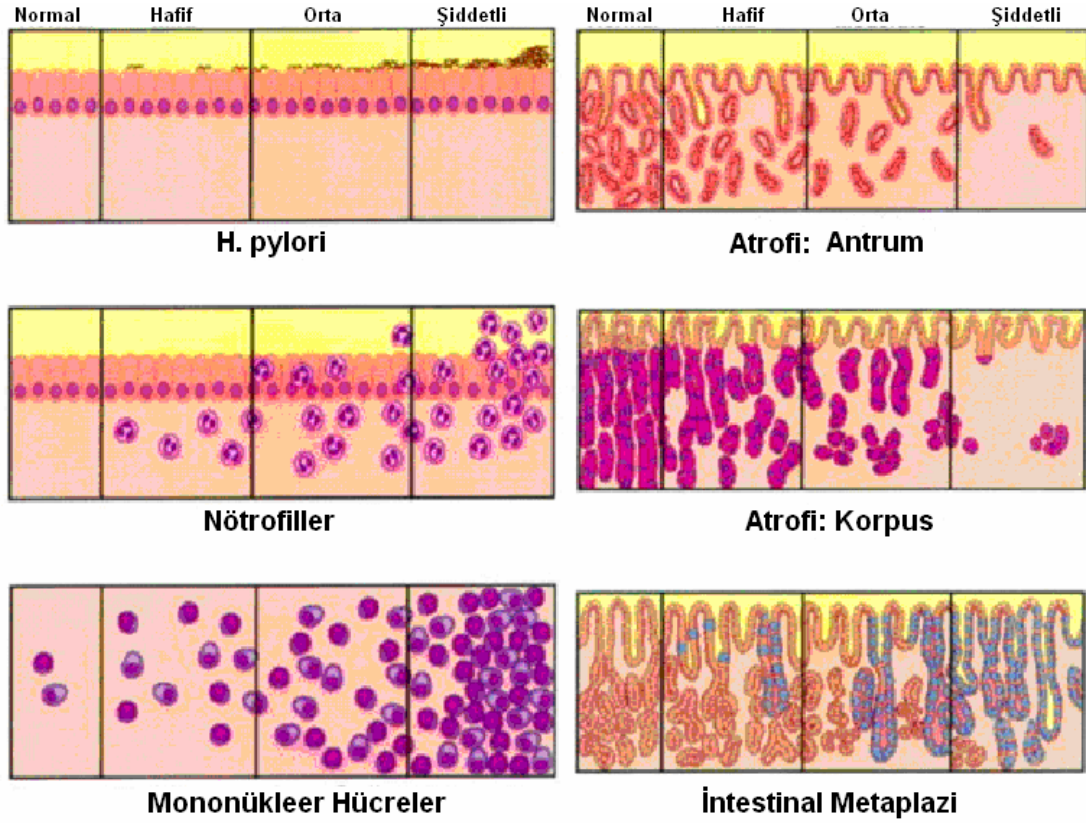 Normal Hafif Orta Şiddetli
Normal Hafif Orta Şiddetli
H. pylori
Atrofi: Antrum
Nötrofiller
Atrofi: Korpus
Mononükleer Hücreler
İntestinal Metaplazi